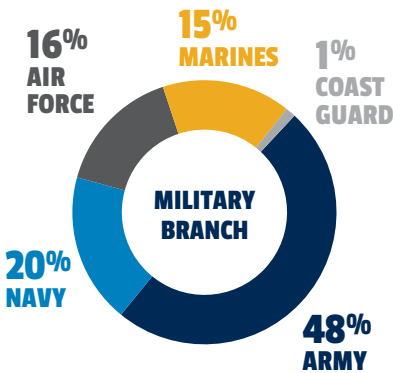 15%
MARINES
16%
AIR
FORCE
1%
COAST
GUARD
MILITARY
BRANCH
20%
NAVY
48%
ARMY